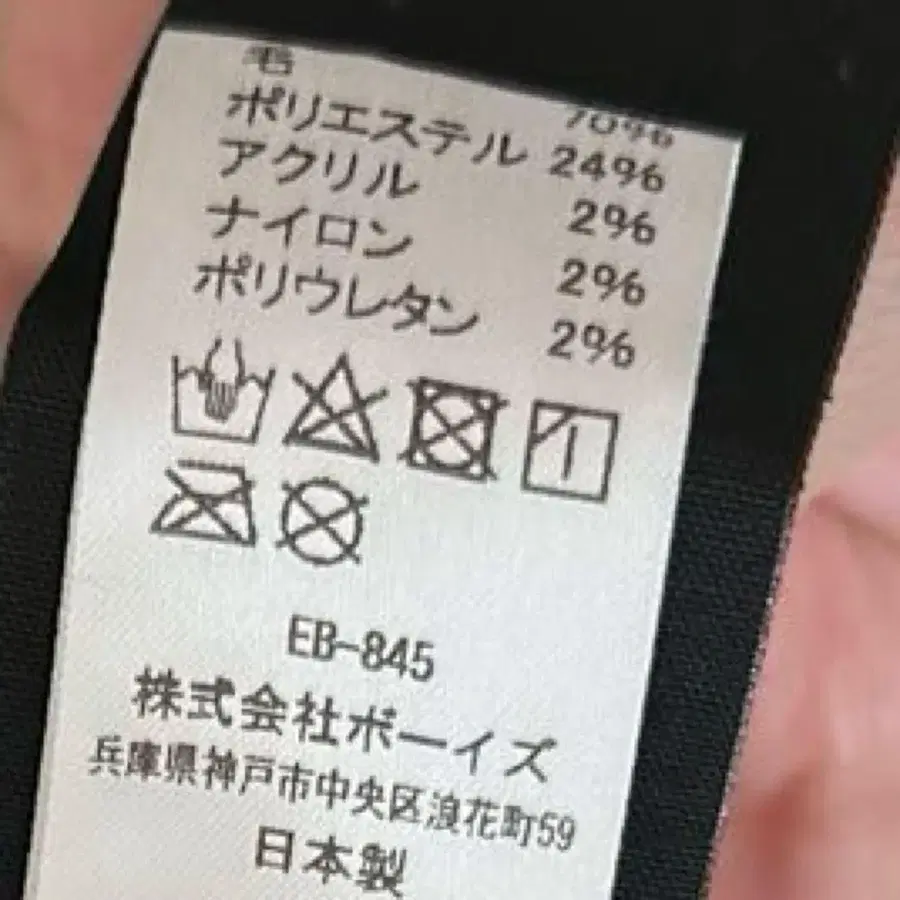 毛 70%
ポリエステル 24%
アクリル 2%
ナイロン 2%
ポリウレタン 2%
EB-845
株式会社ボーイズ
兵庫県神戸市中央区浪花町59
日本製